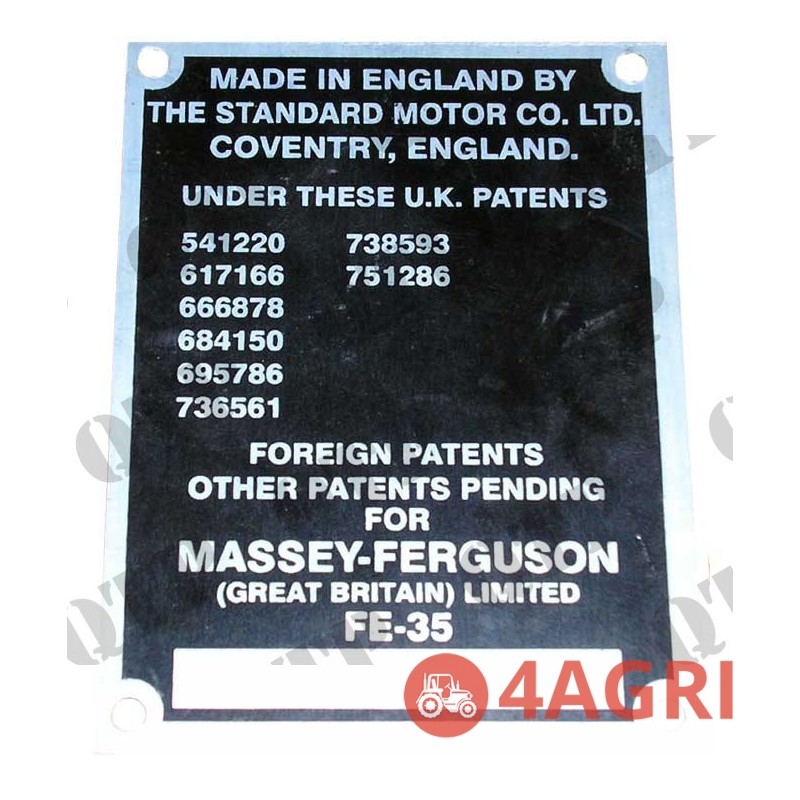 MADE IN ENGLAND BY
THE STANDARD MOTOR CO. LTD.
COVENTRY, ENGLAND.
UNDER THESE U.K. PATENTS
541220 738593
617166 751286
666878
684150
695786
736561
FOREIGN PATENTS
OTHER PATENTS PENDING
FOR
MASSEY-FERGUSON
(GREAT BRITAIN) LIMITED
FE-35
4AGRI